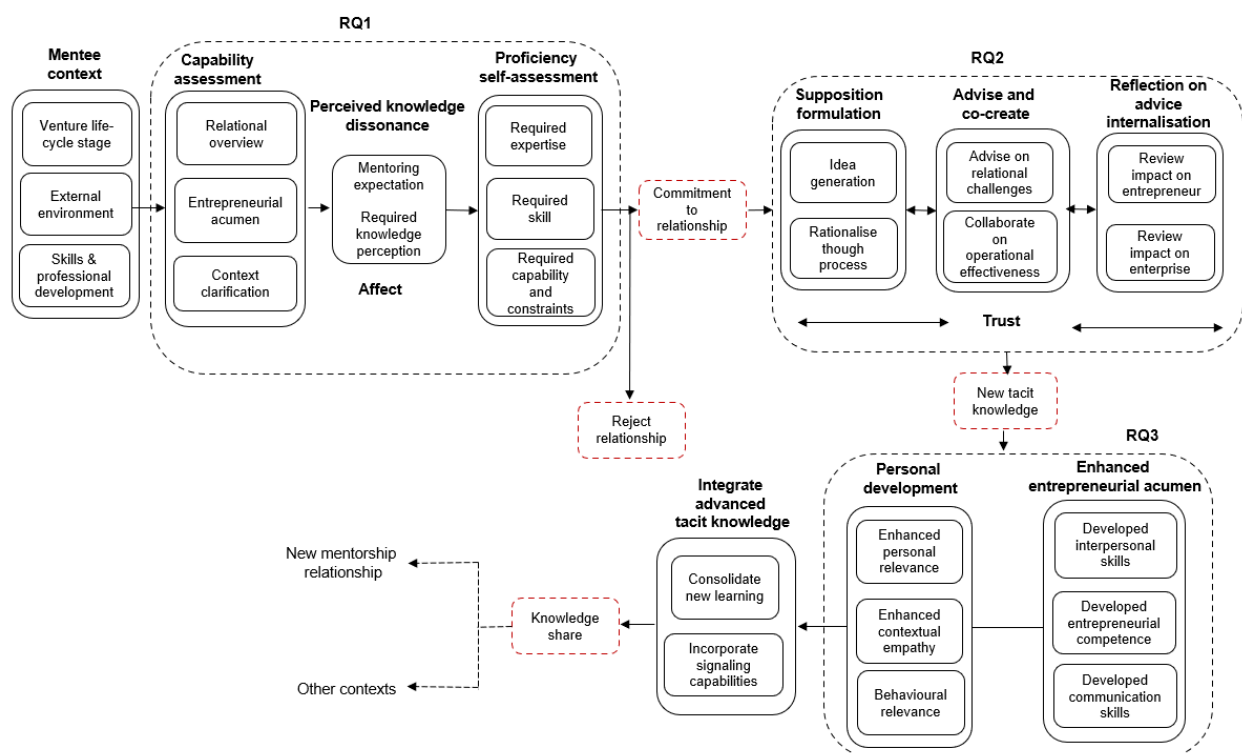 RQ1
Mentee
context
Venture life-
cycle stage
External
environment
Skills &
professional
development
Capability
assessment
Relational
overview
Entrepreneurial
acumen
Context
clarification
Perceived knowledge
dissonance
Mentoring
expectation
Required
knowledge
perception
Affect
Proficiency
self-assessment
Required
expertise
Required
skill
Required
capability
and
constraints
Commitment
to
relationship
Reject
relationship
RQ2
Supposition
formulation
Idea
generation
Rationalise
though
process
Advise and
co-create
Advise on
relational
challenges
Collaborate on
operational
effectiveness
Reflection on
advice
internalisation
Review
impact on
entrepreneur
Review
impact on
enterprise
Trust
New tacit
knowledge
RQ3
Personal
development
Enhanced
personal
relevance
Enhanced
contextual
empathy
Behavioural
relevance
Enhanced
entrepreneurial acumen
Developed
interpersonal
skills
Developed
entrepreneurial
competence
Developed
communication
skills
Integrate
advanced
tacit knowledge
Consolidate
new learning
Incorporate
signaling
capabilities
Knowledge
share
New mentorship
relationship
Other contexts